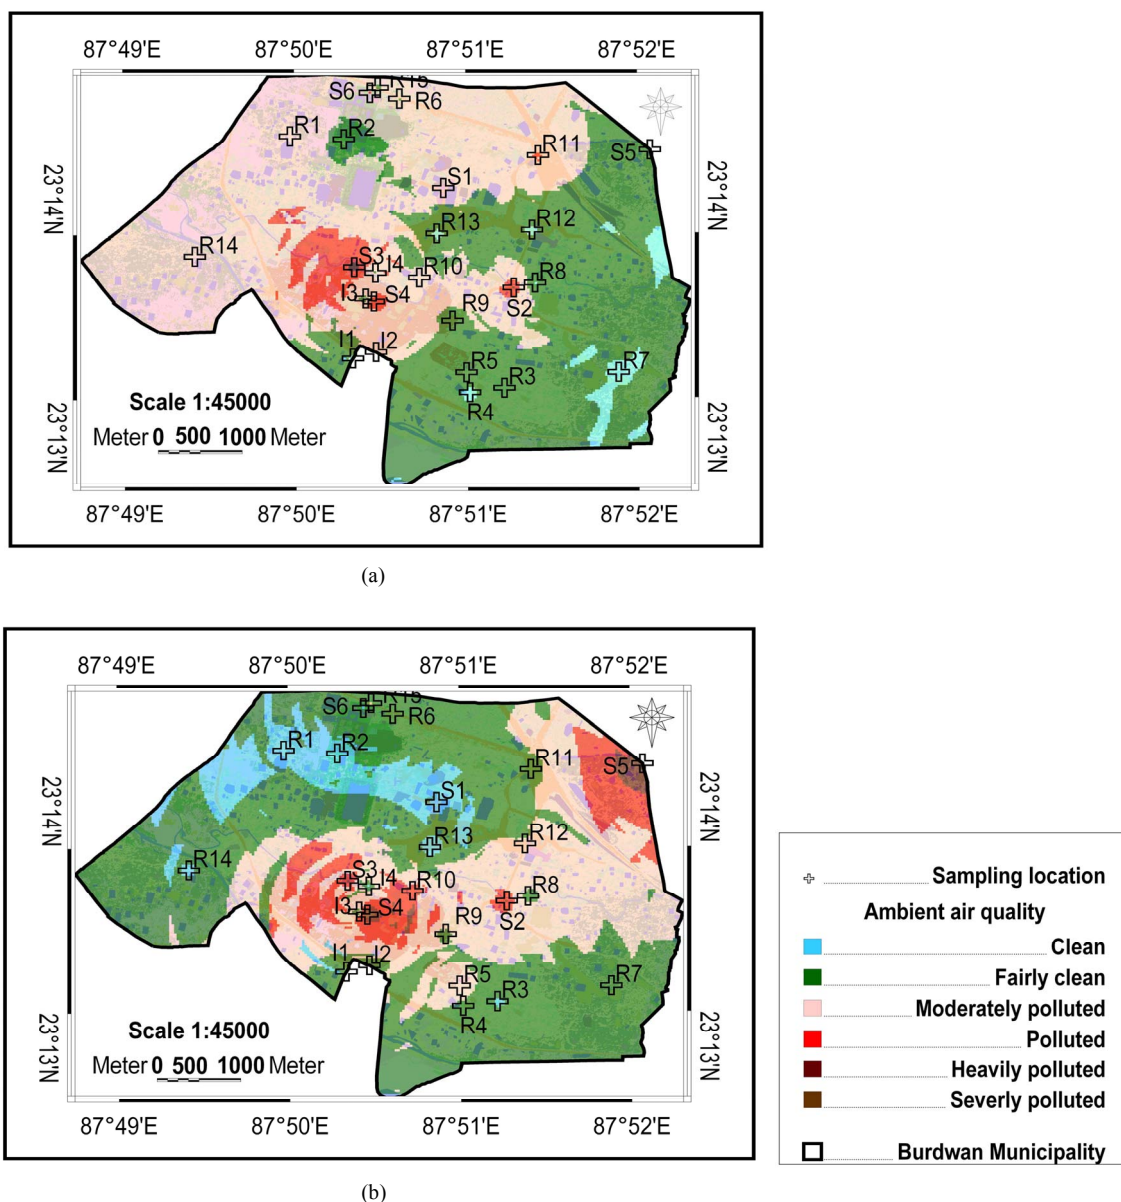 87°49'E 87°50'E 87°51'E 87°52'E
S6 R15 R6
R1 R2 R11 S5
S1
23°14'N 23°14'N
R13 R12
R14 S3 I4 R10 R8
I3 S4 S2
R9
I1 I2
R5 R3 R7
R4
Scale 1:45000
Meter 0 500 1000 Meter
23°13'N 23°13'N
87°49'E 87°50'E 87°51'E 87°52'E
(a)
87°49'E 87°50'E 87°51'E 87°52'E
S6 R15 R6
R1 R2 R11 S5
S1
23°14'N 23°14'N
R13 R12
R14 S3 I4 R10 R8
I3 S4 S2
R9
I1 I2
R5 R3 R7
R4
Scale 1:45000
Meter 0 500 1000 Meter
23°13'N 23°13'N
87°49'E 87°50'E 87°51'E 87°52'E
(b)
Sampling location
Ambient air quality
Clean
Fairly clean
Moderately polluted
Polluted
Heavily polluted
Severly polluted
Burdwan Municipality